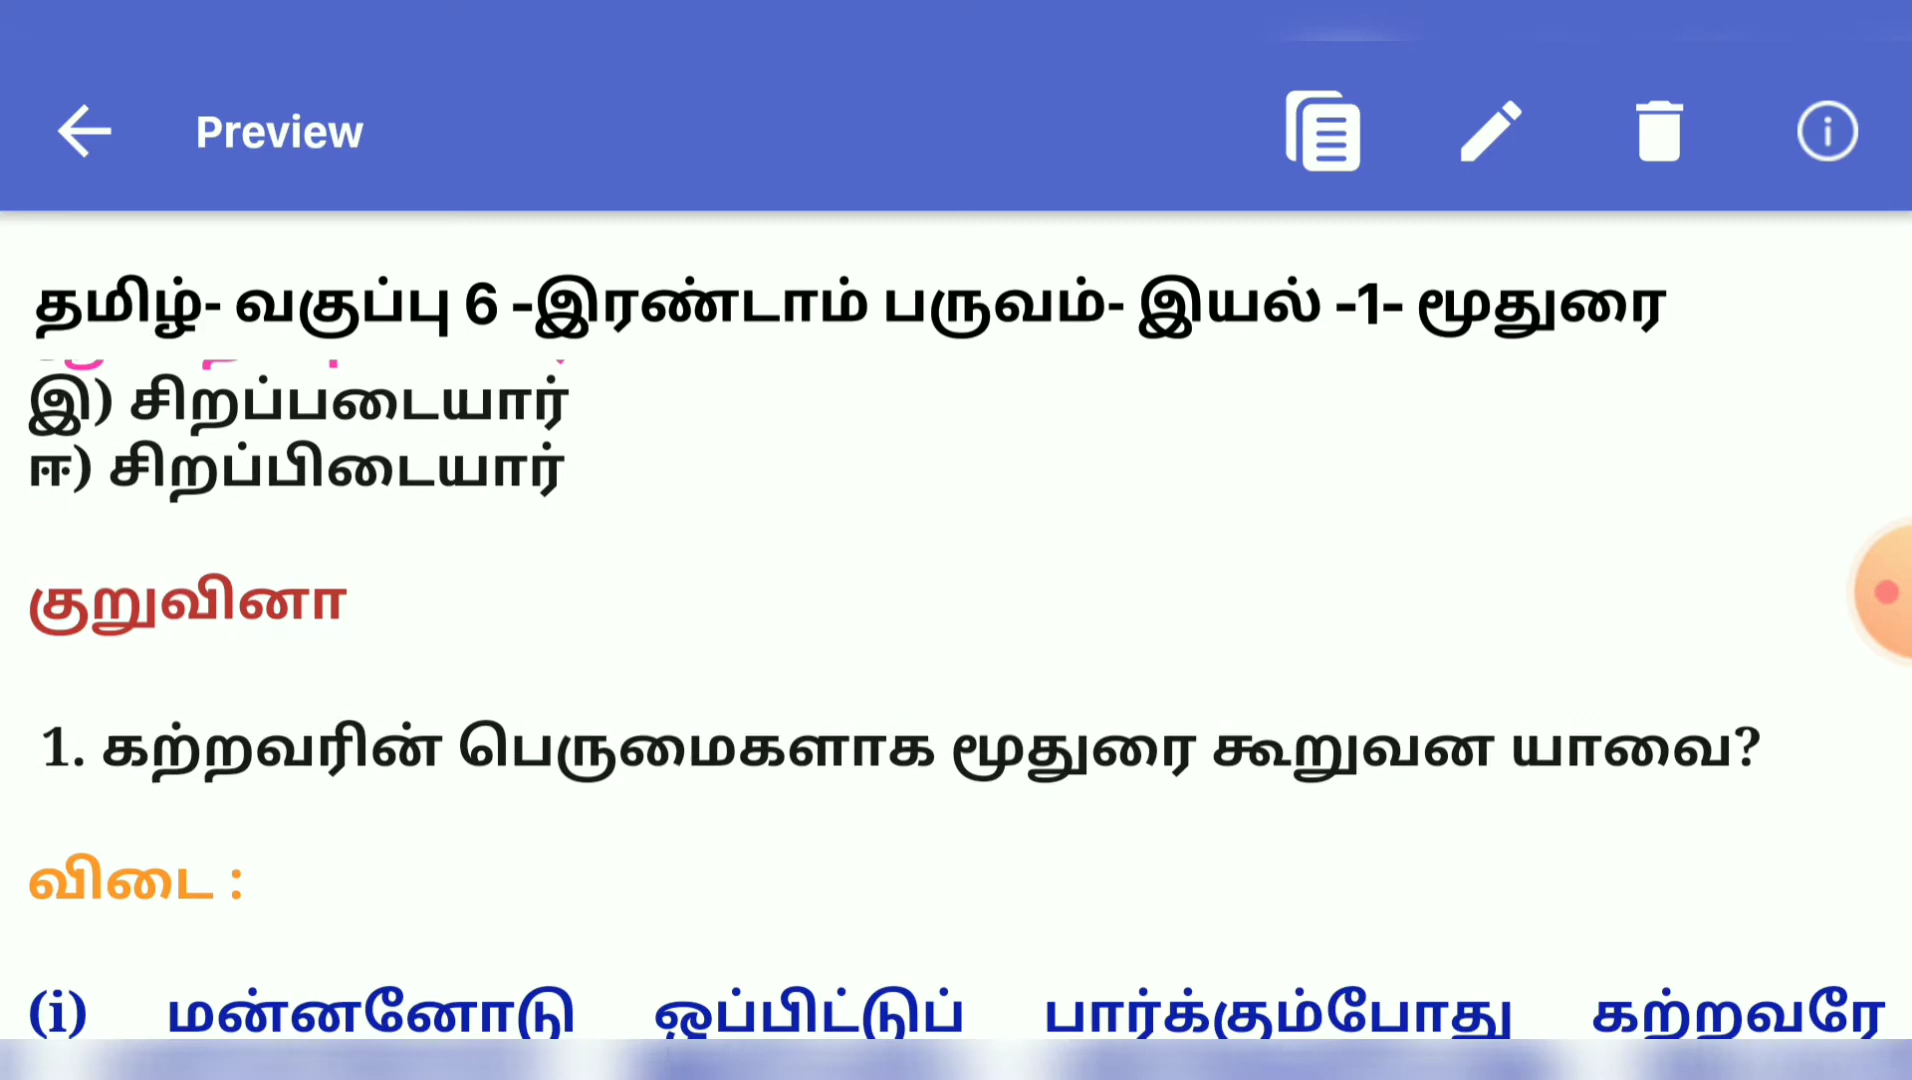 Preview
தமிழ்- வகுப்பு 6 -இரண்டாம் பருவம்- இயல் -1- மூதுரை
இ) சிறப்படையார்
ஈ) சிறப்பிடையார்
குறுவினா
1. கற்றவரின் பெருமைகளாக மூதுரை கூறுவன யாவை?
விடை :
(i) மன்னனோடு ஒப்பிட்டுப் பார்க்கும்போது கற்றவரே